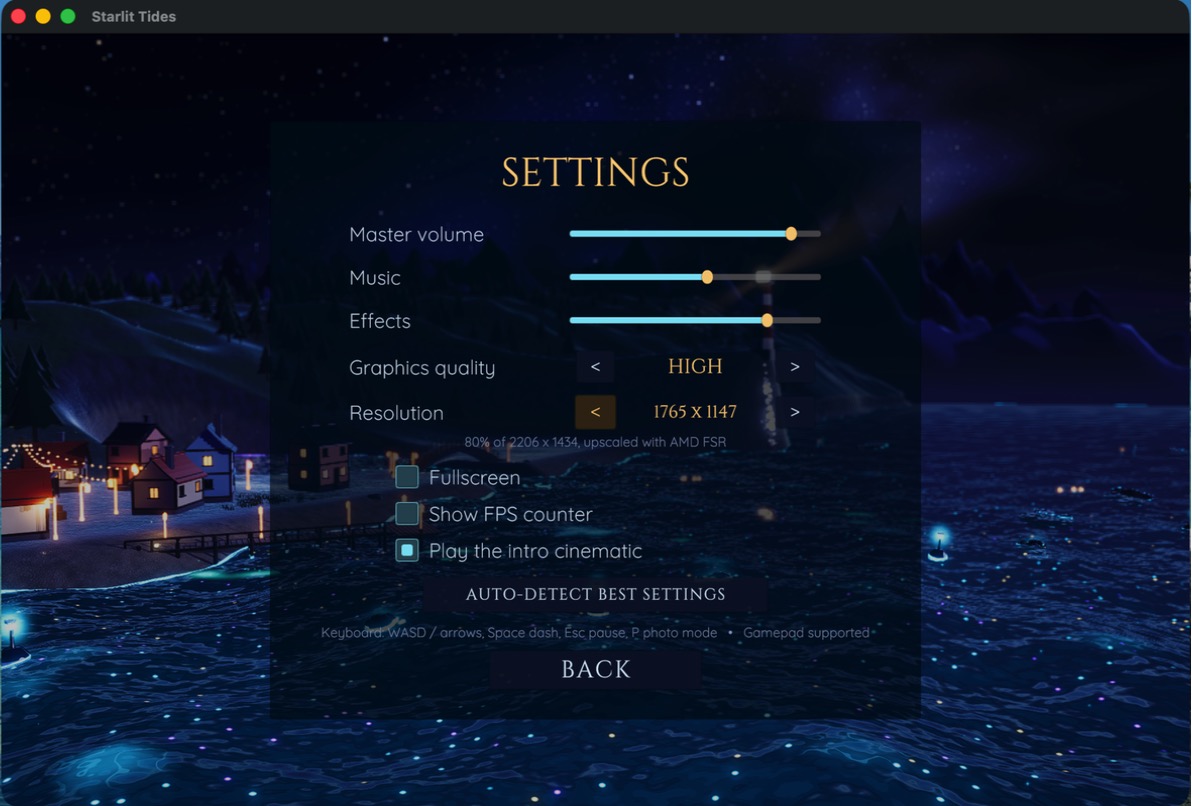 Starlit Tides
SETTINGS
Master volume
Music
Effects
Graphics quality < HIGH >
Resolution < 1765 X 1147 >
80% of 2206 x 1434, upscaled with AMD FSR
Fullscreen
Show FPS counter
Play the intro cinematic
AUTO-DETECT BEST SETTINGS
Keyboard: WASD / arrows, Space dash, Esc pause, P photo mode • Gamepad supported
BACK